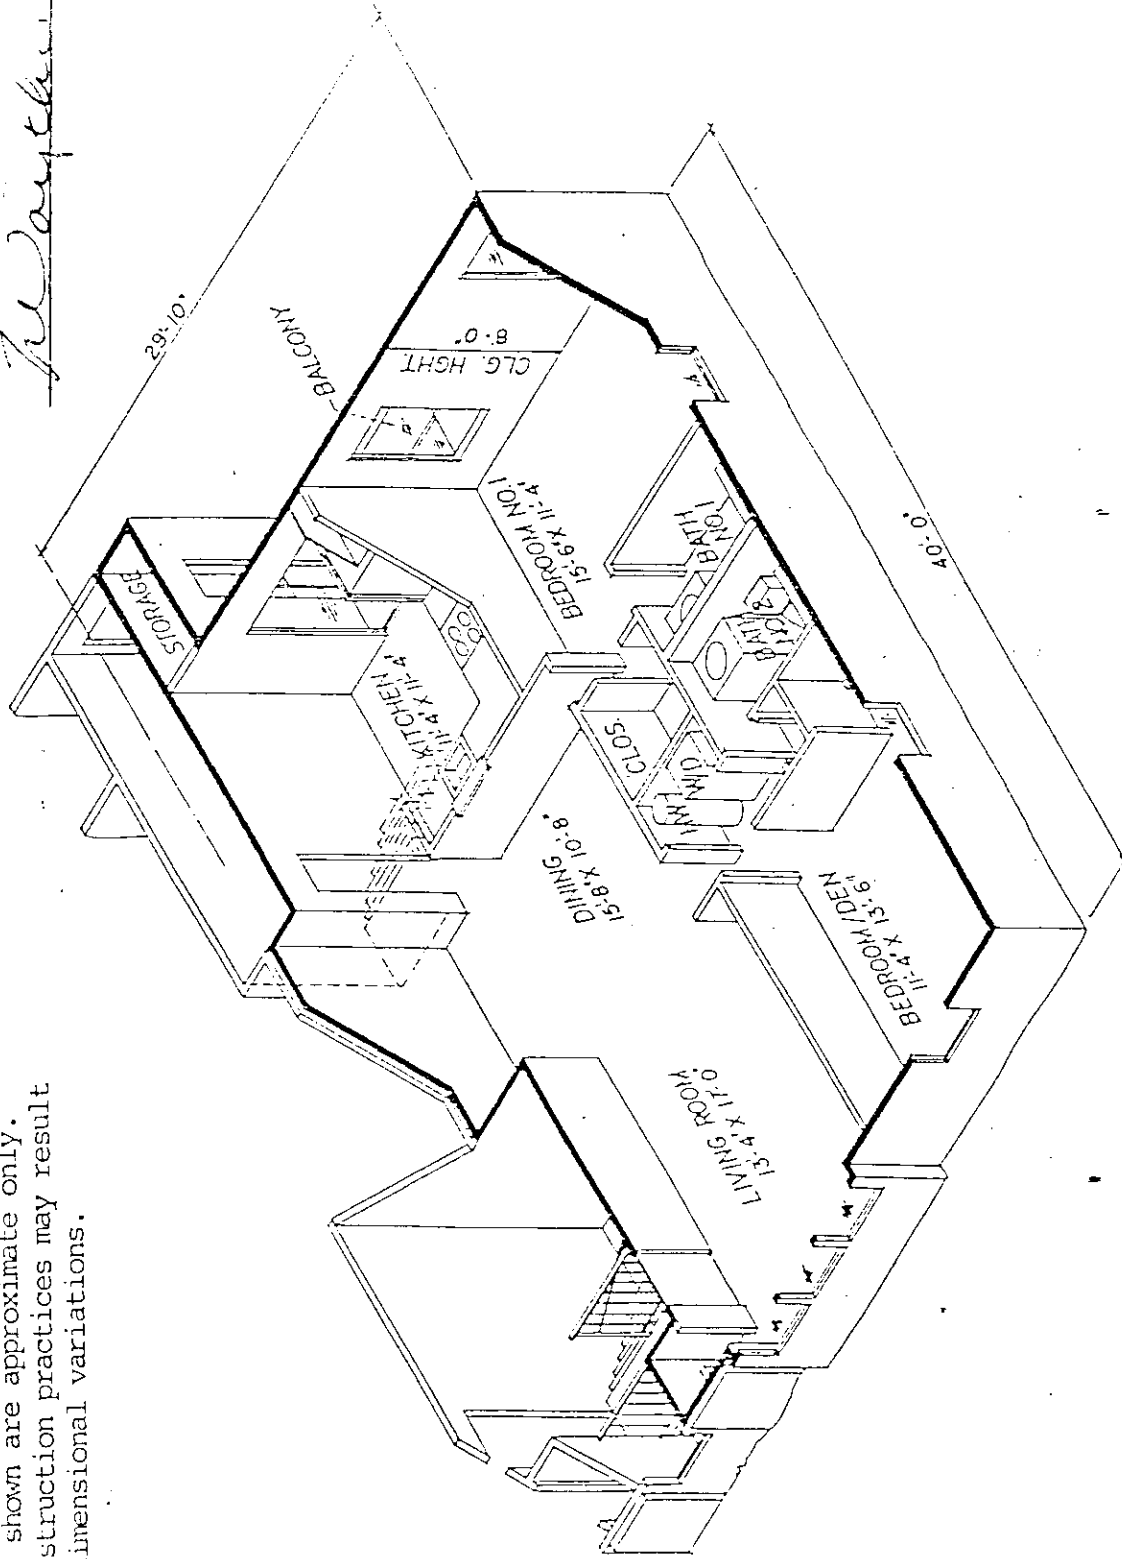 shown are approximate only.
struction practices may result
imensional variations.
29'-10"
STORAGE
BALCONY
CLG. HGHT.
8'-0"
KITCHEN
11'-4" X 11'-4"
BEDROOM NO.1
15'-6" X 11'-4"
BATH
NO.1
BATH
NO.2
CLOS.
W/D
HW
DINING
15'-8" X 10'-8"
LIVING ROOM
13'-4" X 17'-0"
BEDROOM/DEN
11'-4" X 13'-6"
40'-0"